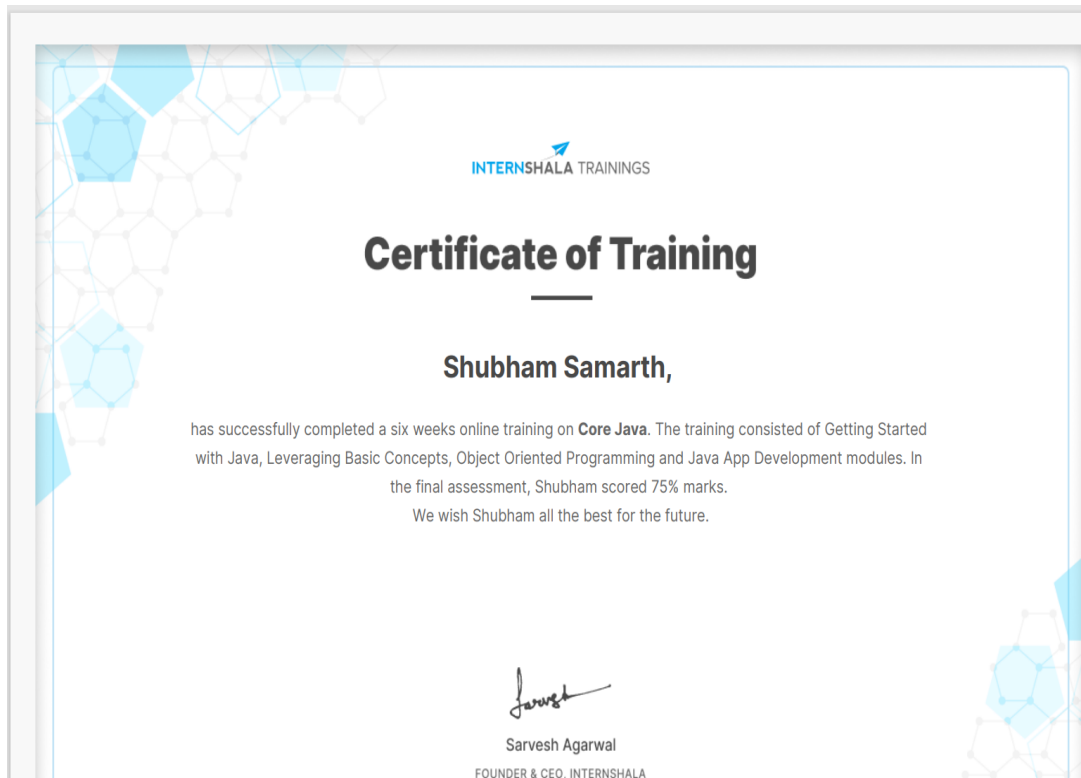 INTERNSHALA TRAININGS
Certificate of Training
Shubham Samarth,
has successfully completed a six weeks online training on Core Java. The training consisted of Getting Started
with Java, Leveraging Basic Concepts, Object Oriented Programming and Java App Development modules. In
the final assessment, Shubham scored 75% marks.
We wish Shubham all the best for the future.
Sarvesh
Sarvesh Agarwal
FOUNDER & CEO, INTERNSHALA